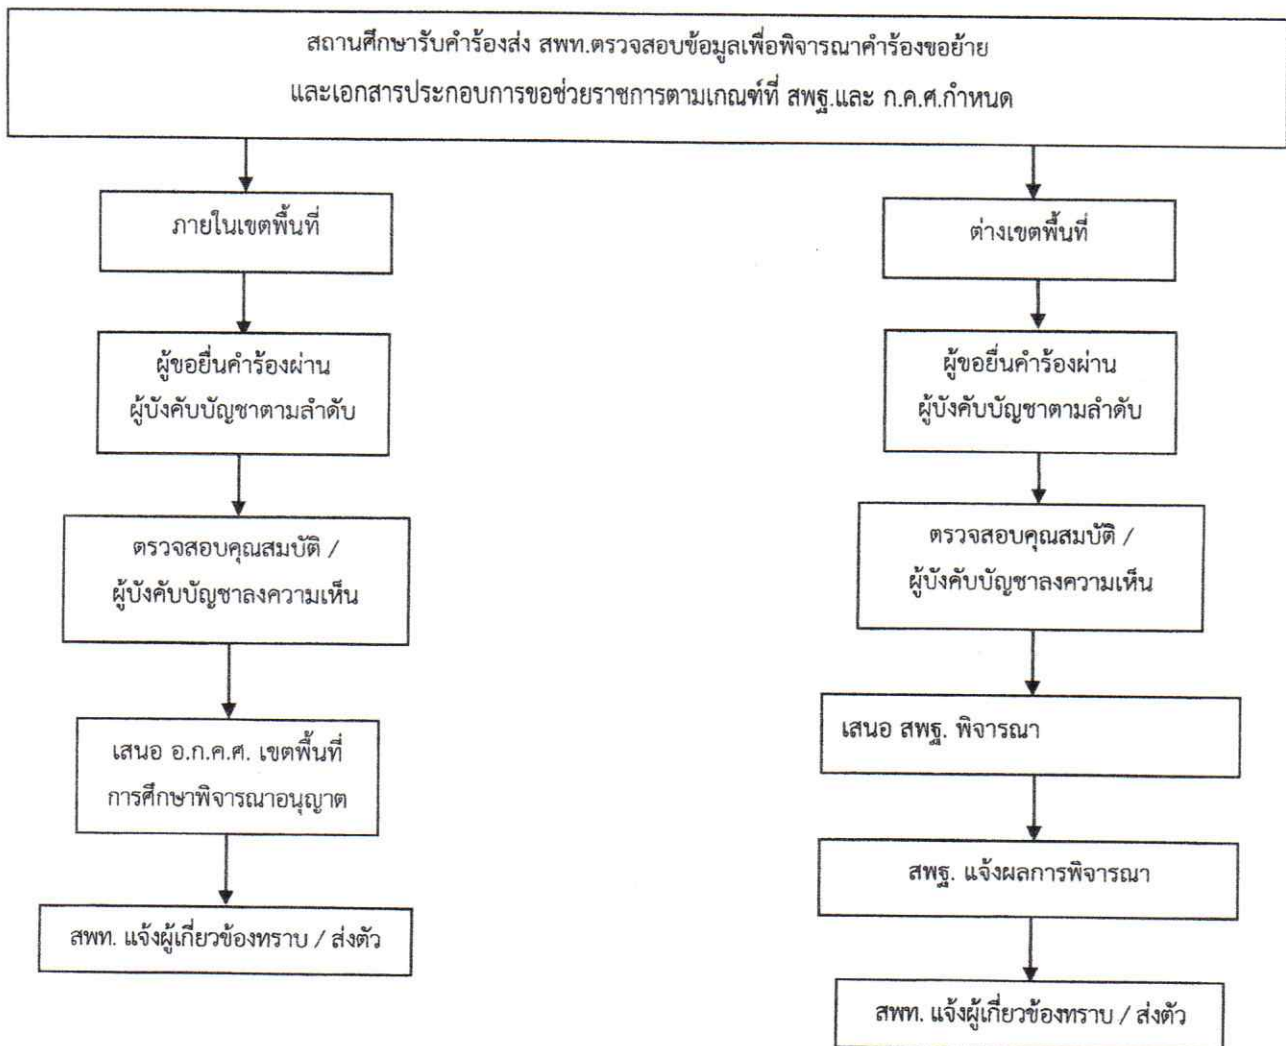 สถานศึกษารับคำร้องส่ง สพท.ตรวจสอบข้อมูลเพื่อพิจารณาคำร้องขอย้าย
และเอกสารประกอบการขอช่วยราชการตามเกณฑ์ที่ สพฐ.และ ก.ค.ศ.กำหนด
ภายในเขตพื้นที่
ผู้ขอยื่นคำร้องผ่าน
ผู้บังคับบัญชาตามลำดับ
ตรวจสอบคุณสมบัติ /
ผู้บังคับบัญชาลงความเห็น
เสนอ อ.ก.ค.ศ. เขตพื้นที่
การศึกษาพิจารณาอนุญาต
สพท. แจ้งผู้เกี่ยวข้องทราบ / ส่งตัว
ต่างเขตพื้นที่
ผู้ขอยื่นคำร้องผ่าน
ผู้บังคับบัญชาตามลำดับ
ตรวจสอบคุณสมบัติ /
ผู้บังคับบัญชาลงความเห็น
เสนอ สพฐ. พิจารณา
สพฐ. แจ้งผลการพิจารณา
สพท. แจ้งผู้เกี่ยวข้องทราบ / ส่งตัว